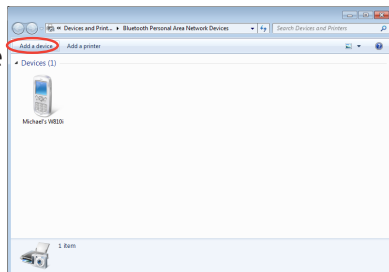 « Devices and Print... ▸ Bluetooth Personal Area Network Devices
Search Devices and Printers
Add a device
Add a printer
Devices (1)
Michael's W810i
1 item